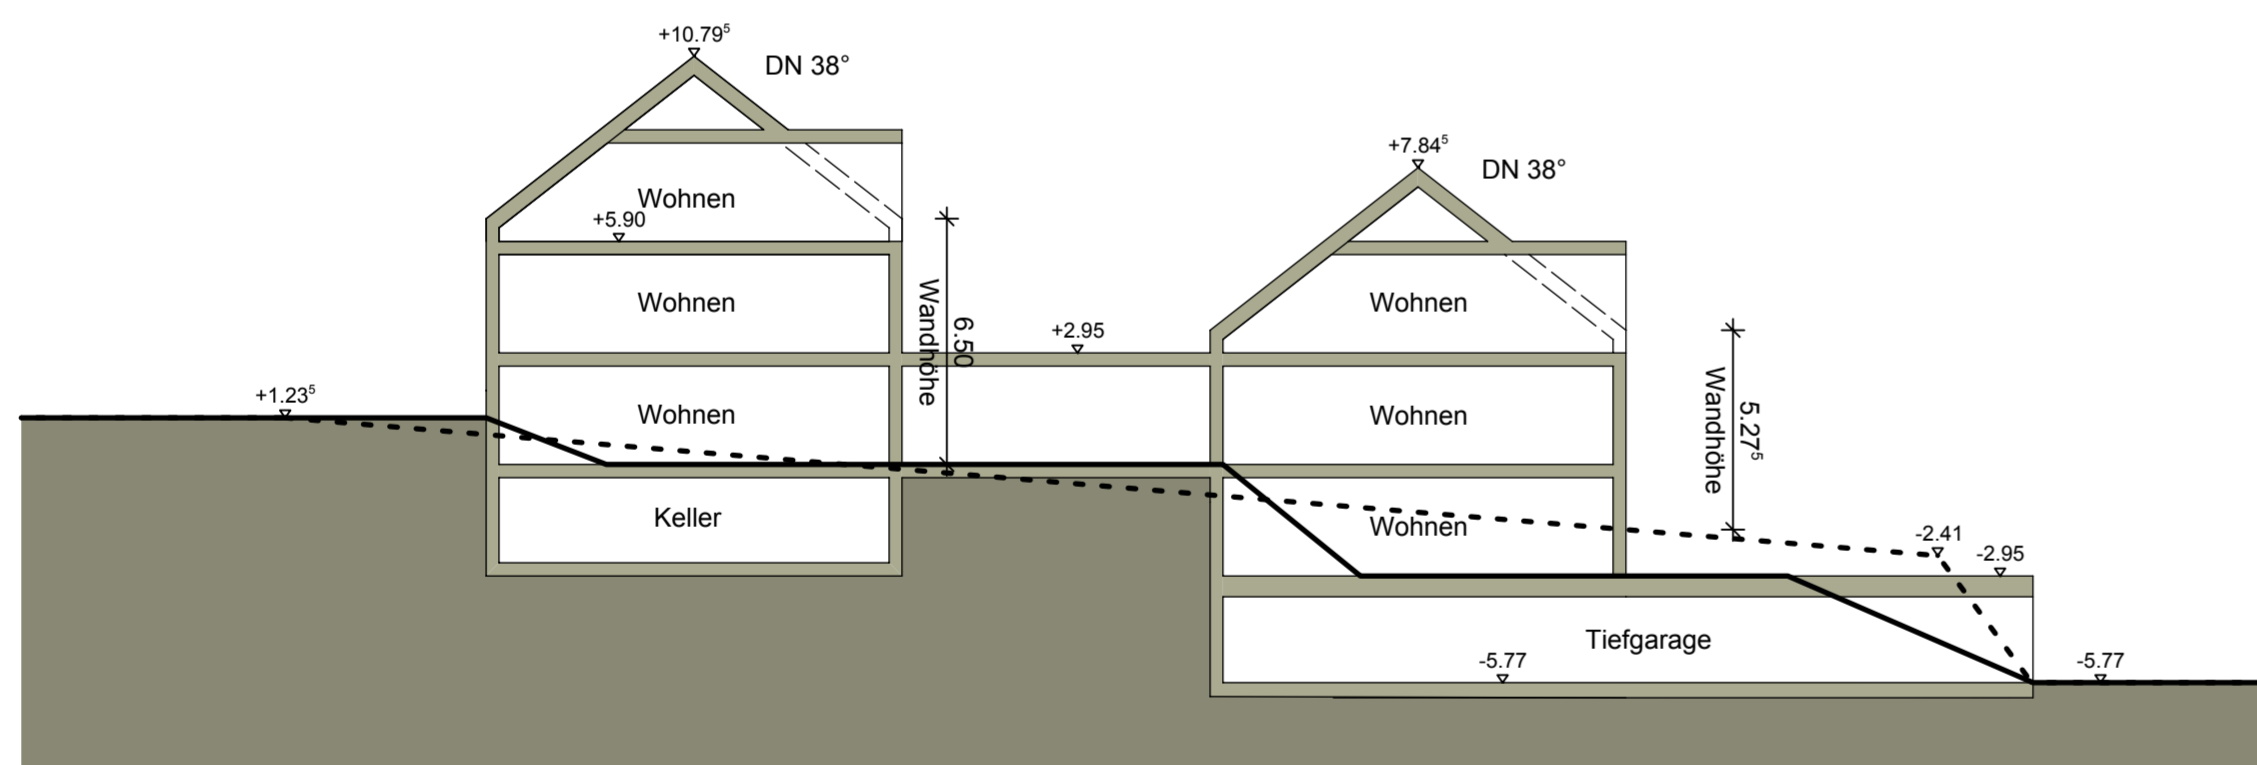 +10.79⁵
DN 38°
+7.84⁵
DN 38°
Wohnen
+5.90
Wohnen
Wandhöhe
6.50
+2.95
Wohnen
+1.23⁵
Wohnen
Wohnen
Wandhöhe
5.27⁵
Keller
Wohnen
-2.41
-2.95
Tiefgarage
-5.77
-5.77